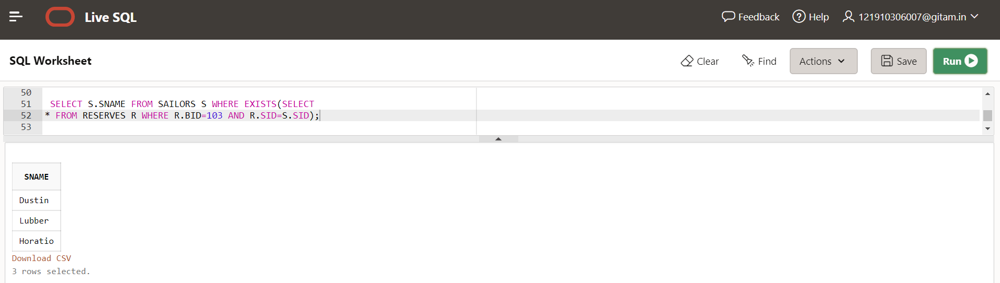 Live SQL
Feedback
Help
121910306007@gitam.in
SQL Worksheet
Clear
Find
Actions
Save
Run
50
51 SELECT S.SNAME FROM SAILORS S WHERE EXISTS(SELECT
52 * FROM RESERVES R WHERE R.BID=103 AND R.SID=S.SID);
53
SNAME
Dustin
Lubber
Horatio
Download CSV
3 rows selected.